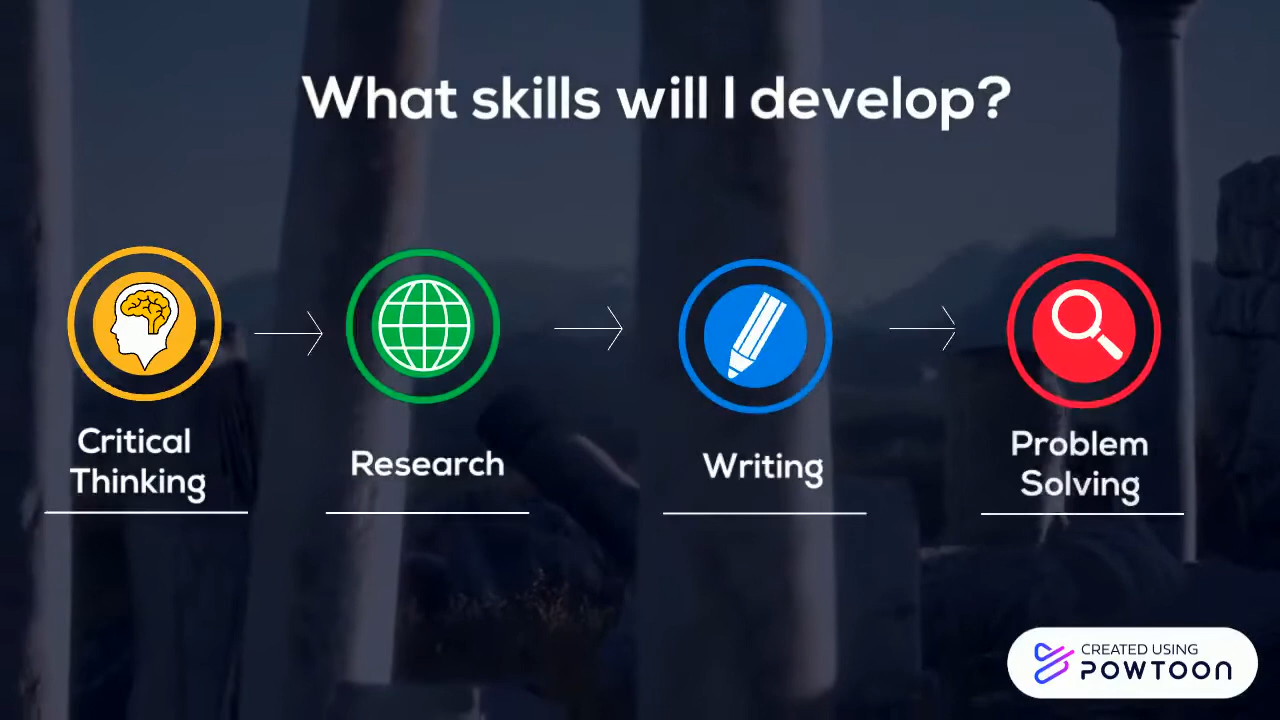 What skills will I develop?
Critical
Thinking
Research
Writing
Problem
Solving
CREATED USING
POWTOON